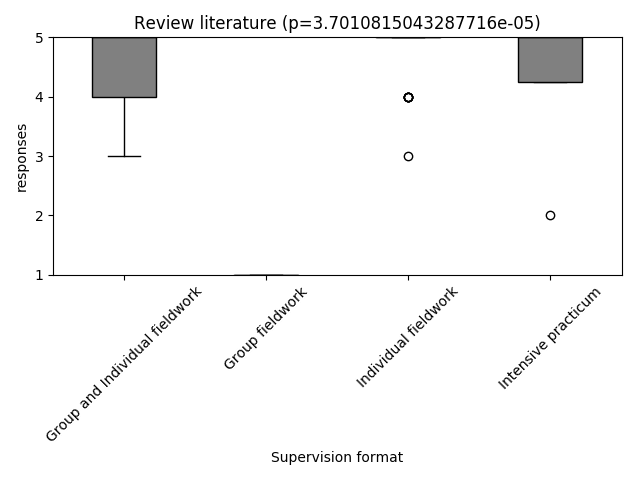 Review literature (p=3.7010815043287716e-05)
responses
5
4
3
2
1
Group and Individual fieldwork
Group fieldwork
Individual fieldwork
Intensive practicum
Supervision format